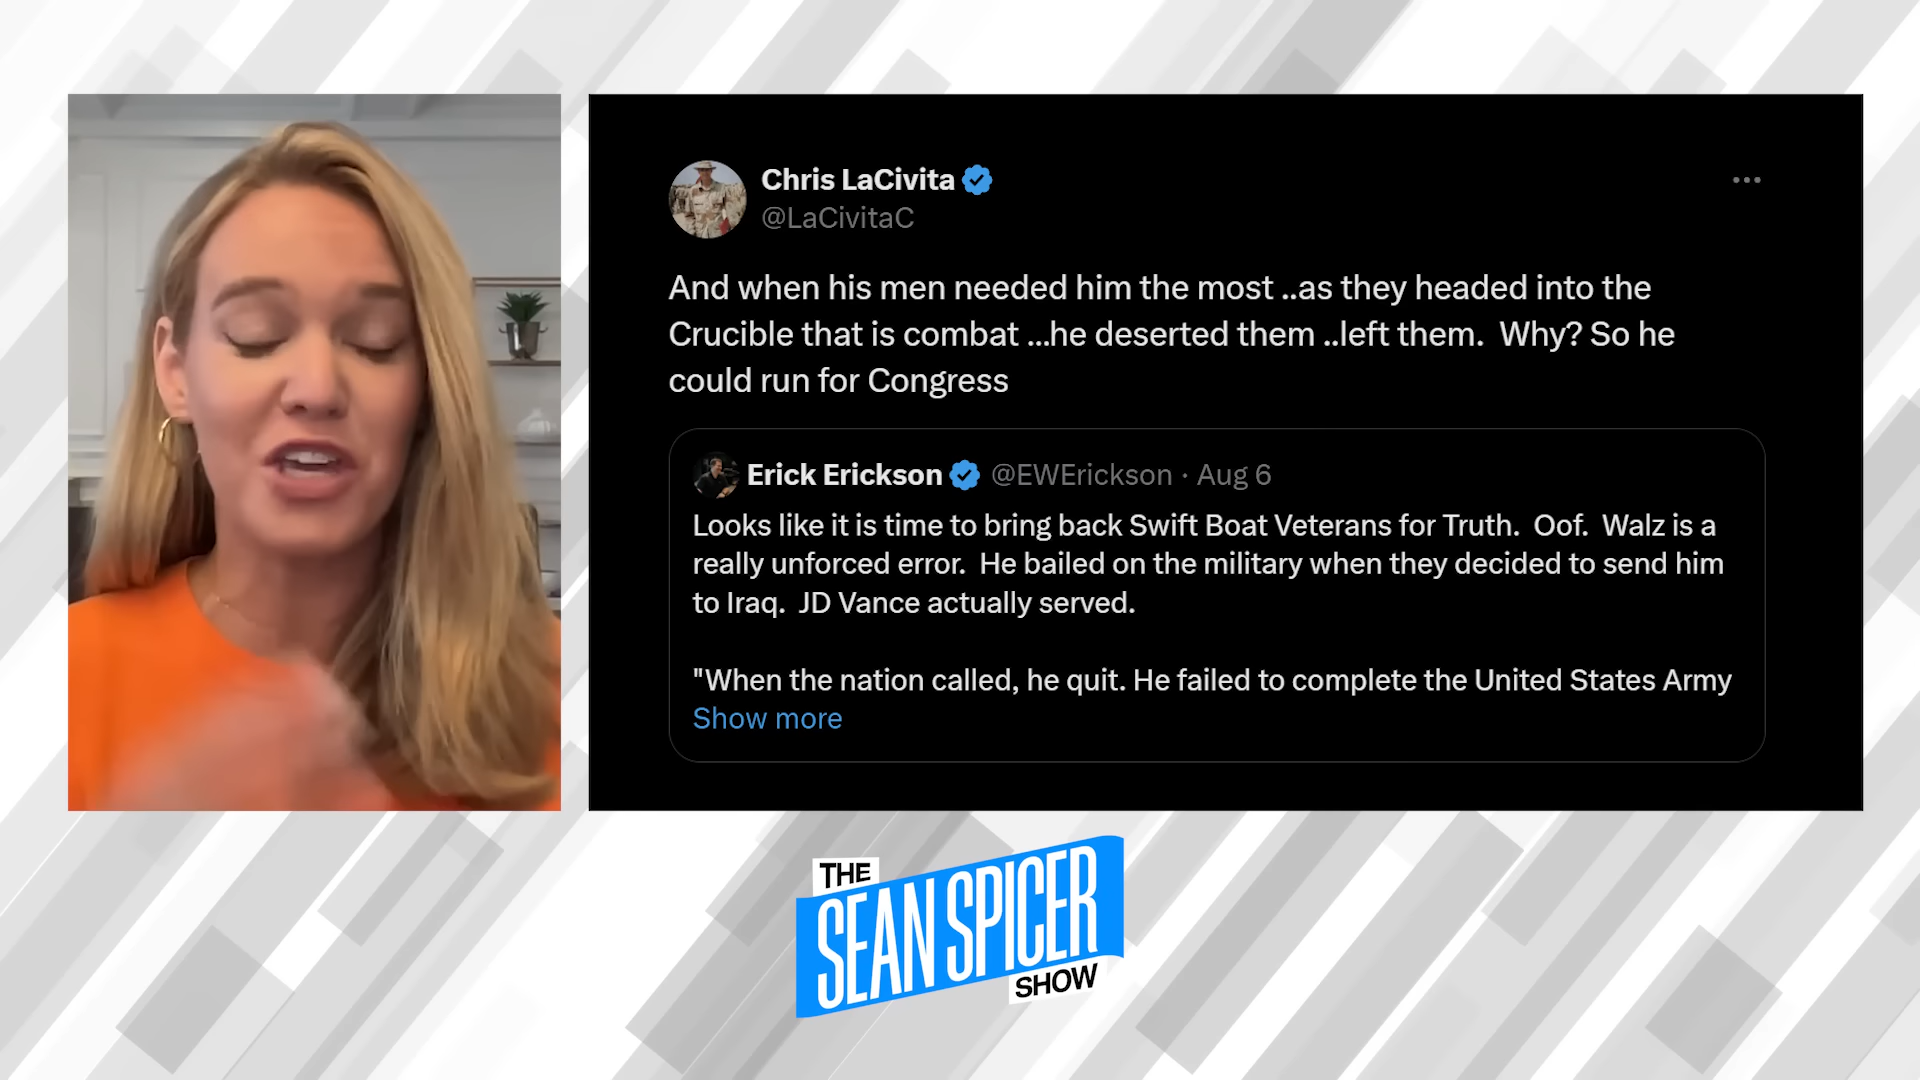 Chris LaCivita
@LaCivitaC
And when his men needed him the most ..as they headed into the
Crucible that is combat ...he deserted them ..left them.  Why? So he
could run for Congress
Erick Erickson @EWErickson · Aug 6
Looks like it is time to bring back Swift Boat Veterans for Truth.  Oof.  Walz is a
really unforced error.  He bailed on the military when they decided to send him
to Iraq.  JD Vance actually served.
"When the nation called, he quit. He failed to complete the United States Army
Show more
THE
SEAN SPICER
SHOW